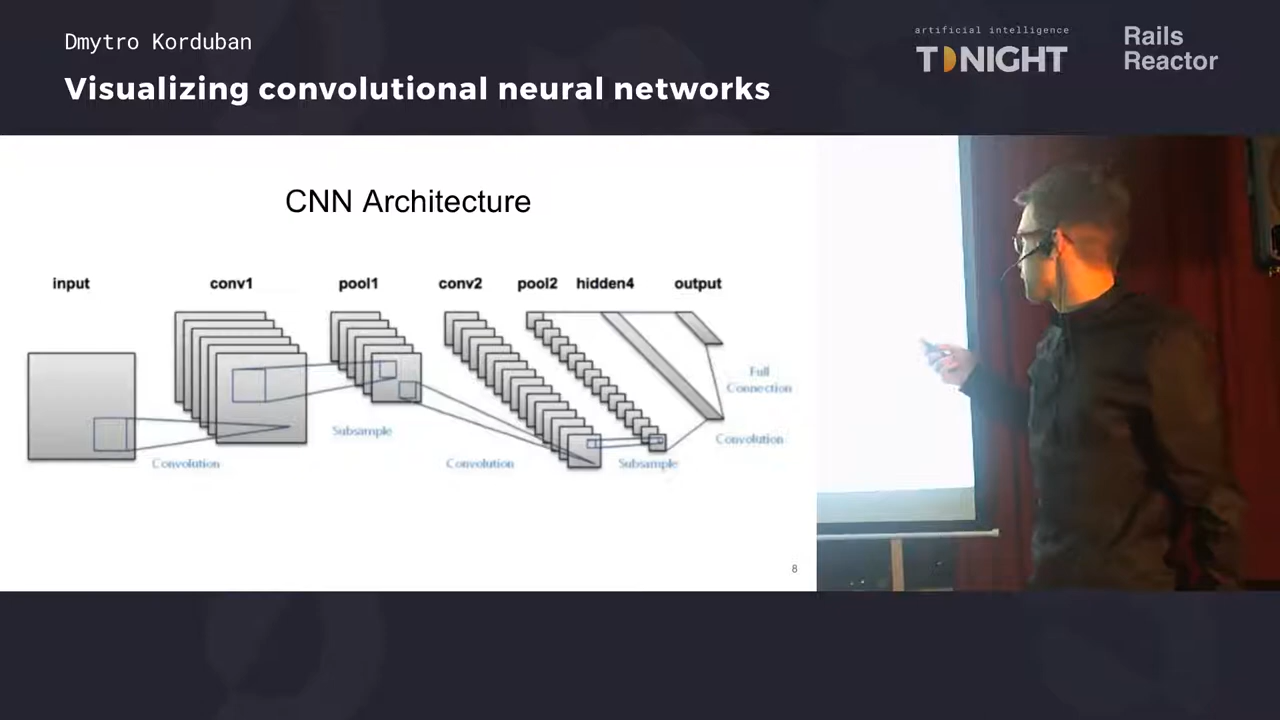 Dmytro Korduban
Visualizing convolutional neural networks
artificial intelligence
TONIGHT
Rails
Reactor
CNN Architecture
input conv1 pool1 conv2 pool2 hidden4 output
Full
Connection
Subsample
Convolution
Convolution Convolution Subsample
8